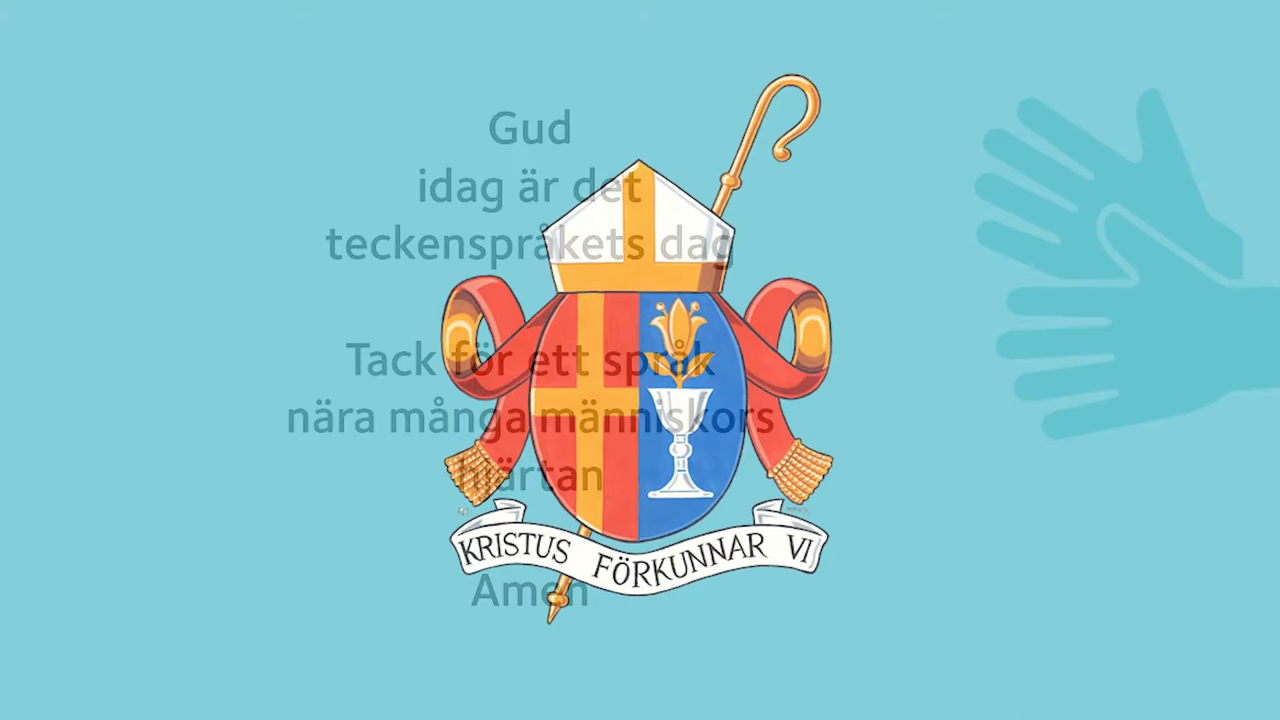 Gud
idag är det
teckenspråkets dag
Tack för ett språk
nära många människors
hjärtan
Amen
KRISTUS FÖRKUNNAR VI